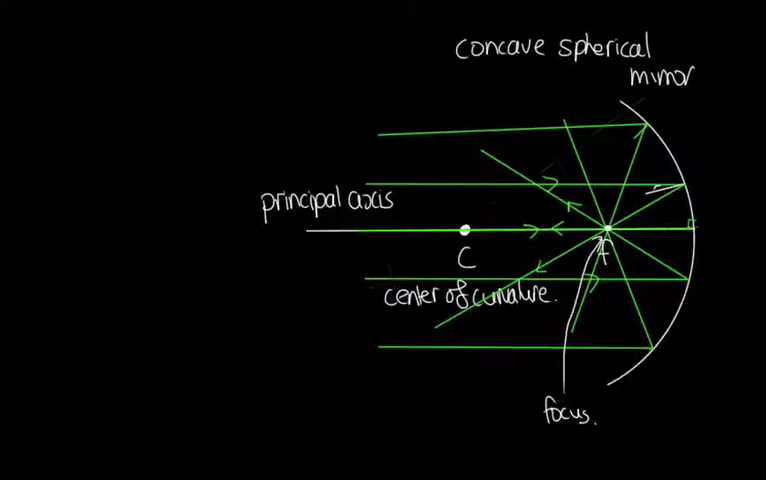 concave spherical
mirror
principal axis
C
F
center of curvature.
focus.